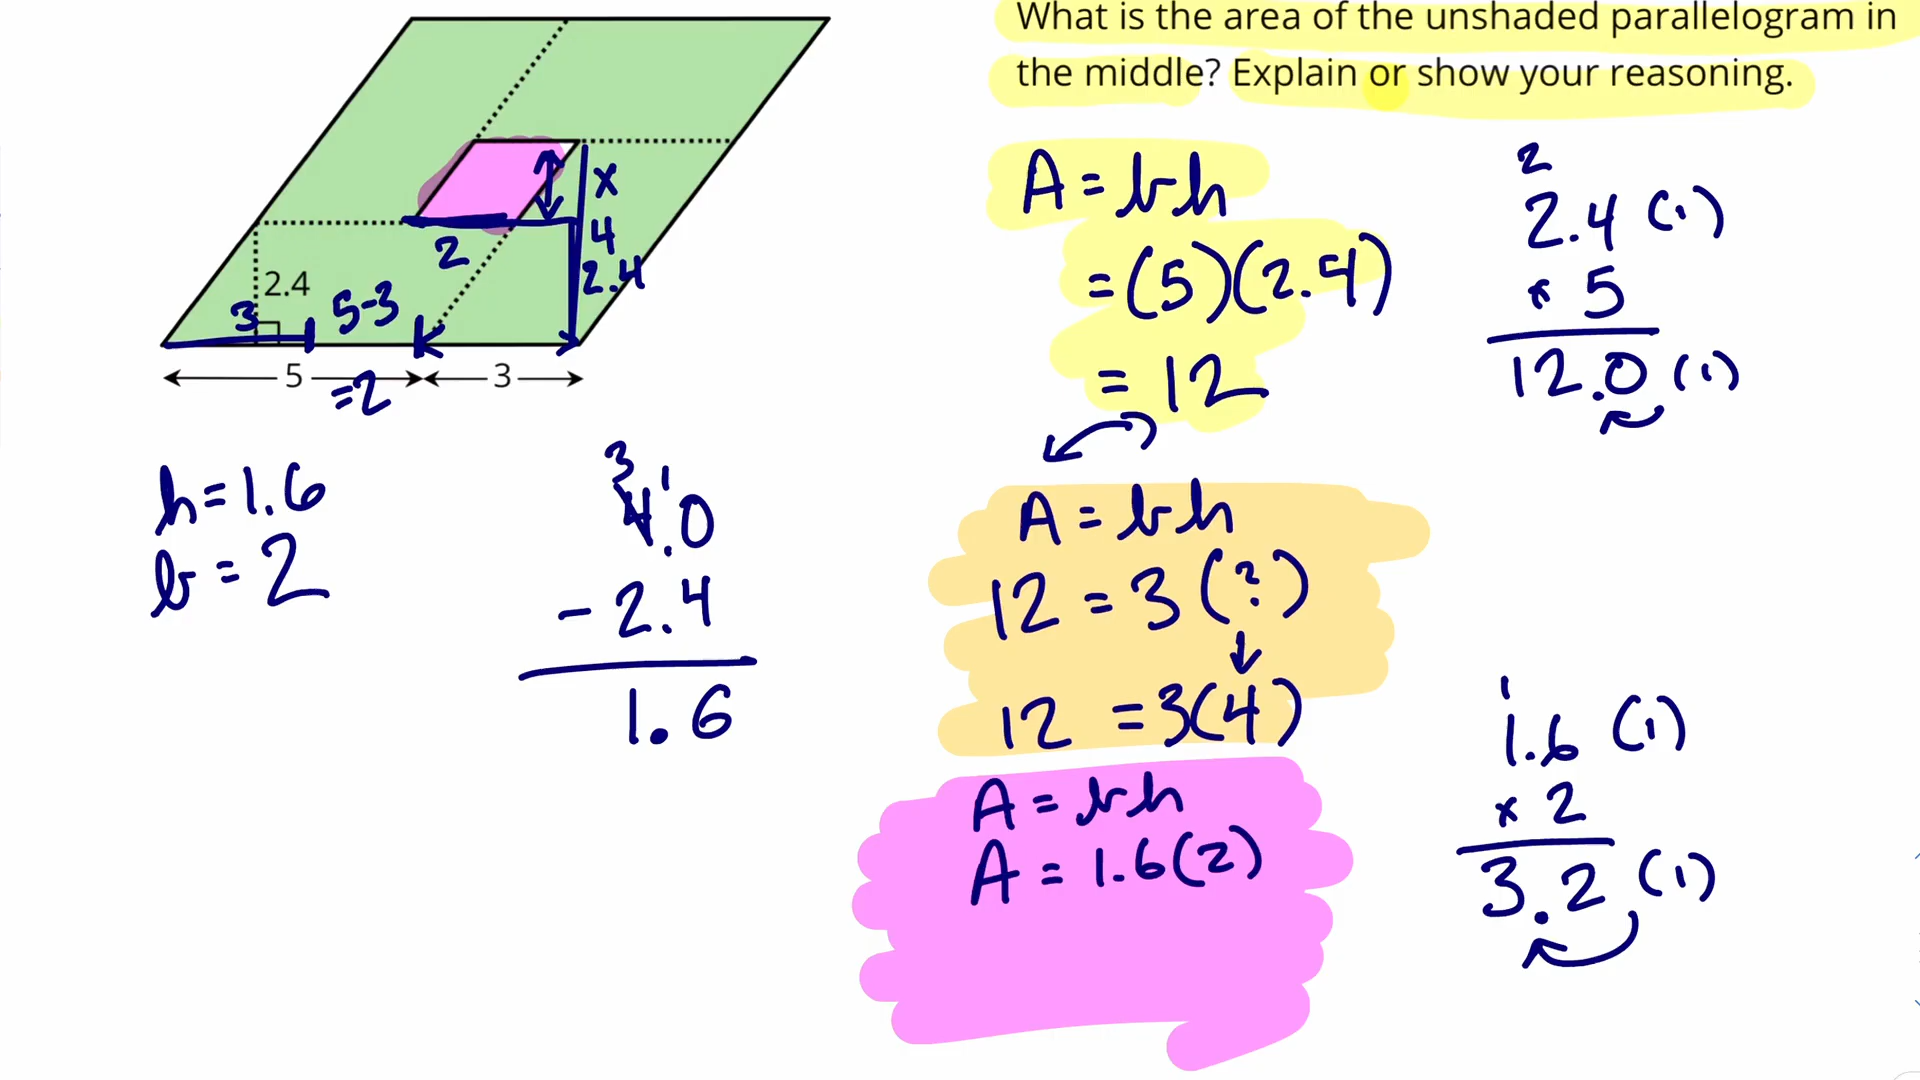 What is the area of the unshaded parallelogram in
the middle? Explain or show your reasoning.
x
4
2.4
2
2.4
3
5-3
5
3
=2
A = bh
= (5)(2.4)
= 12
2
2.4 (1)
× 5
12.0 (1)
h=1.6
b=2
3 1
4.0
- 2.4
1.6
A = bh
12 = 3 (?)
12 = 3(4)
A = bh
A = 1.6(2)
1
1.6 (1)
× 2
3.2 (1)